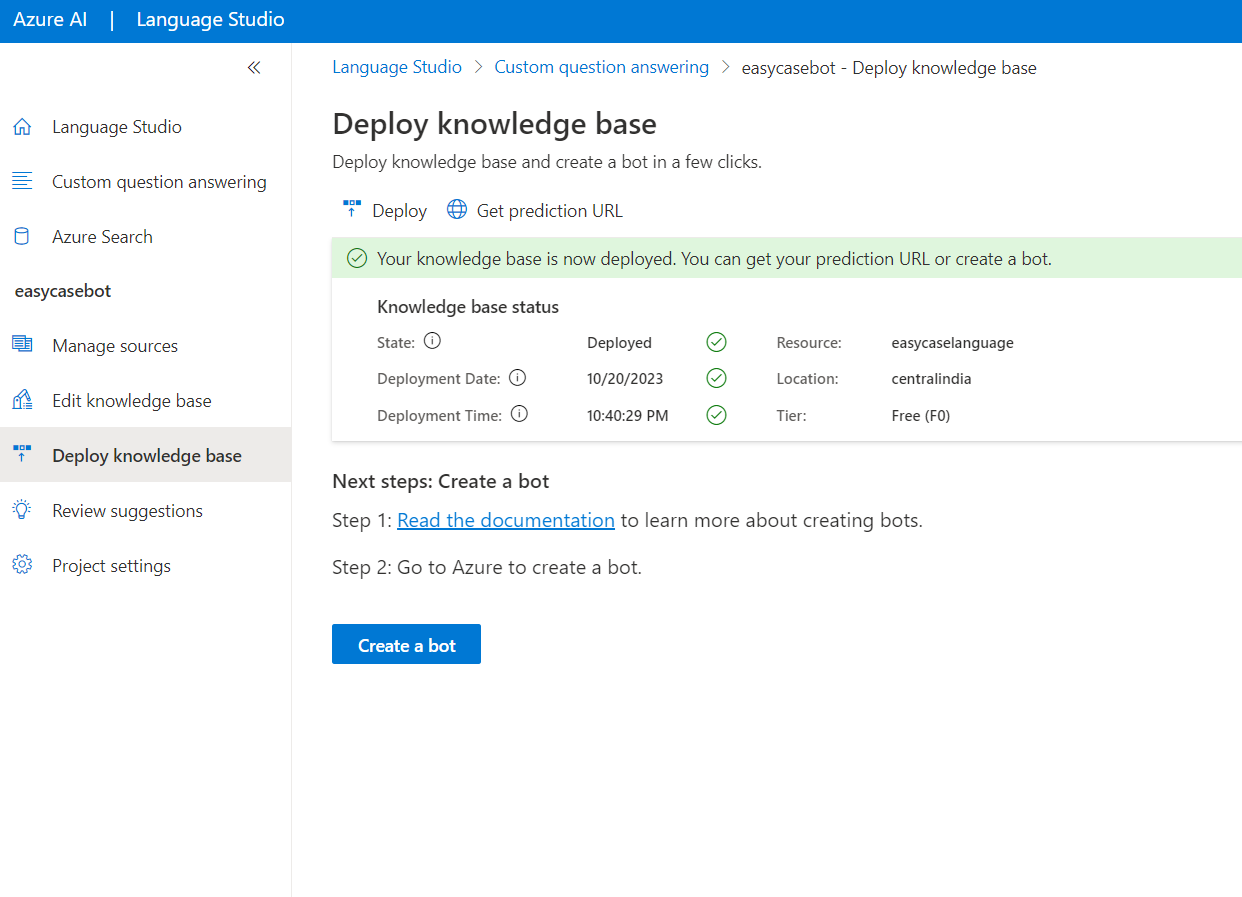 Azure AI | Language Studio
Language Studio > Custom question answering > easycasebot - Deploy knowledge base
Language Studio
Custom question answering
Azure Search
easycasebot
Manage sources
Edit knowledge base
Deploy knowledge base
Review suggestions
Project settings
Deploy knowledge base
Deploy knowledge base and create a bot in a few clicks.
Deploy Get prediction URL
Your knowledge base is now deployed. You can get your prediction URL or create a bot.
Knowledge base status
State: Deployed Resource: easycaselanguage
Deployment Date: 10/20/2023 Location: centralindia
Deployment Time: 10:40:29 PM Tier: Free (F0)
Next steps: Create a bot
Step 1: Read the documentation to learn more about creating bots.
Step 2: Go to Azure to create a bot.
Create a bot